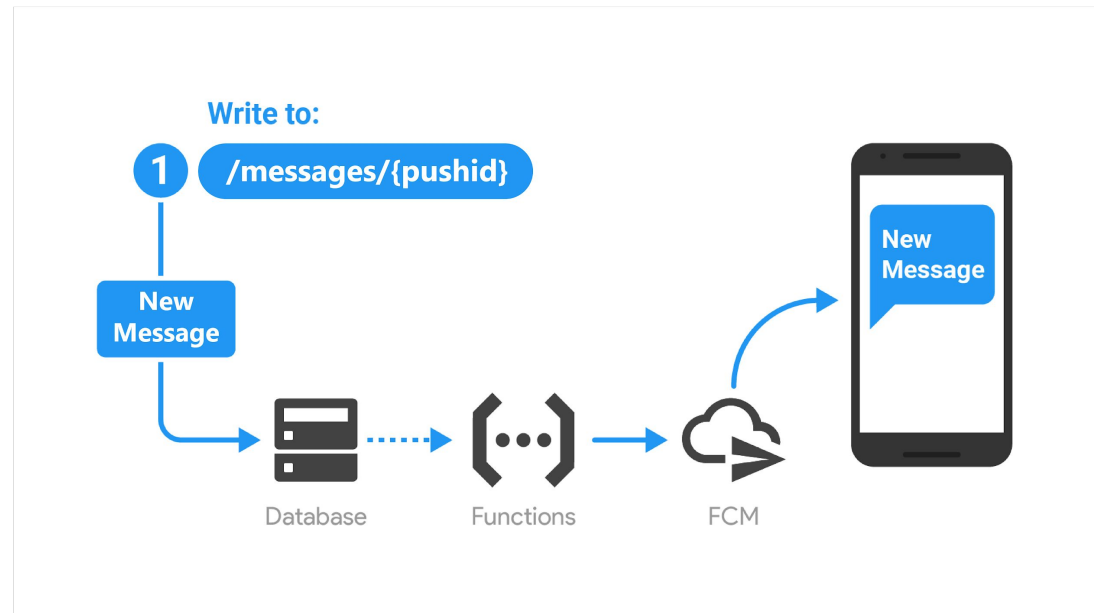 Write to:
1
/messages/{pushid}
New
Message
New
Message
Database
Functions
FCM